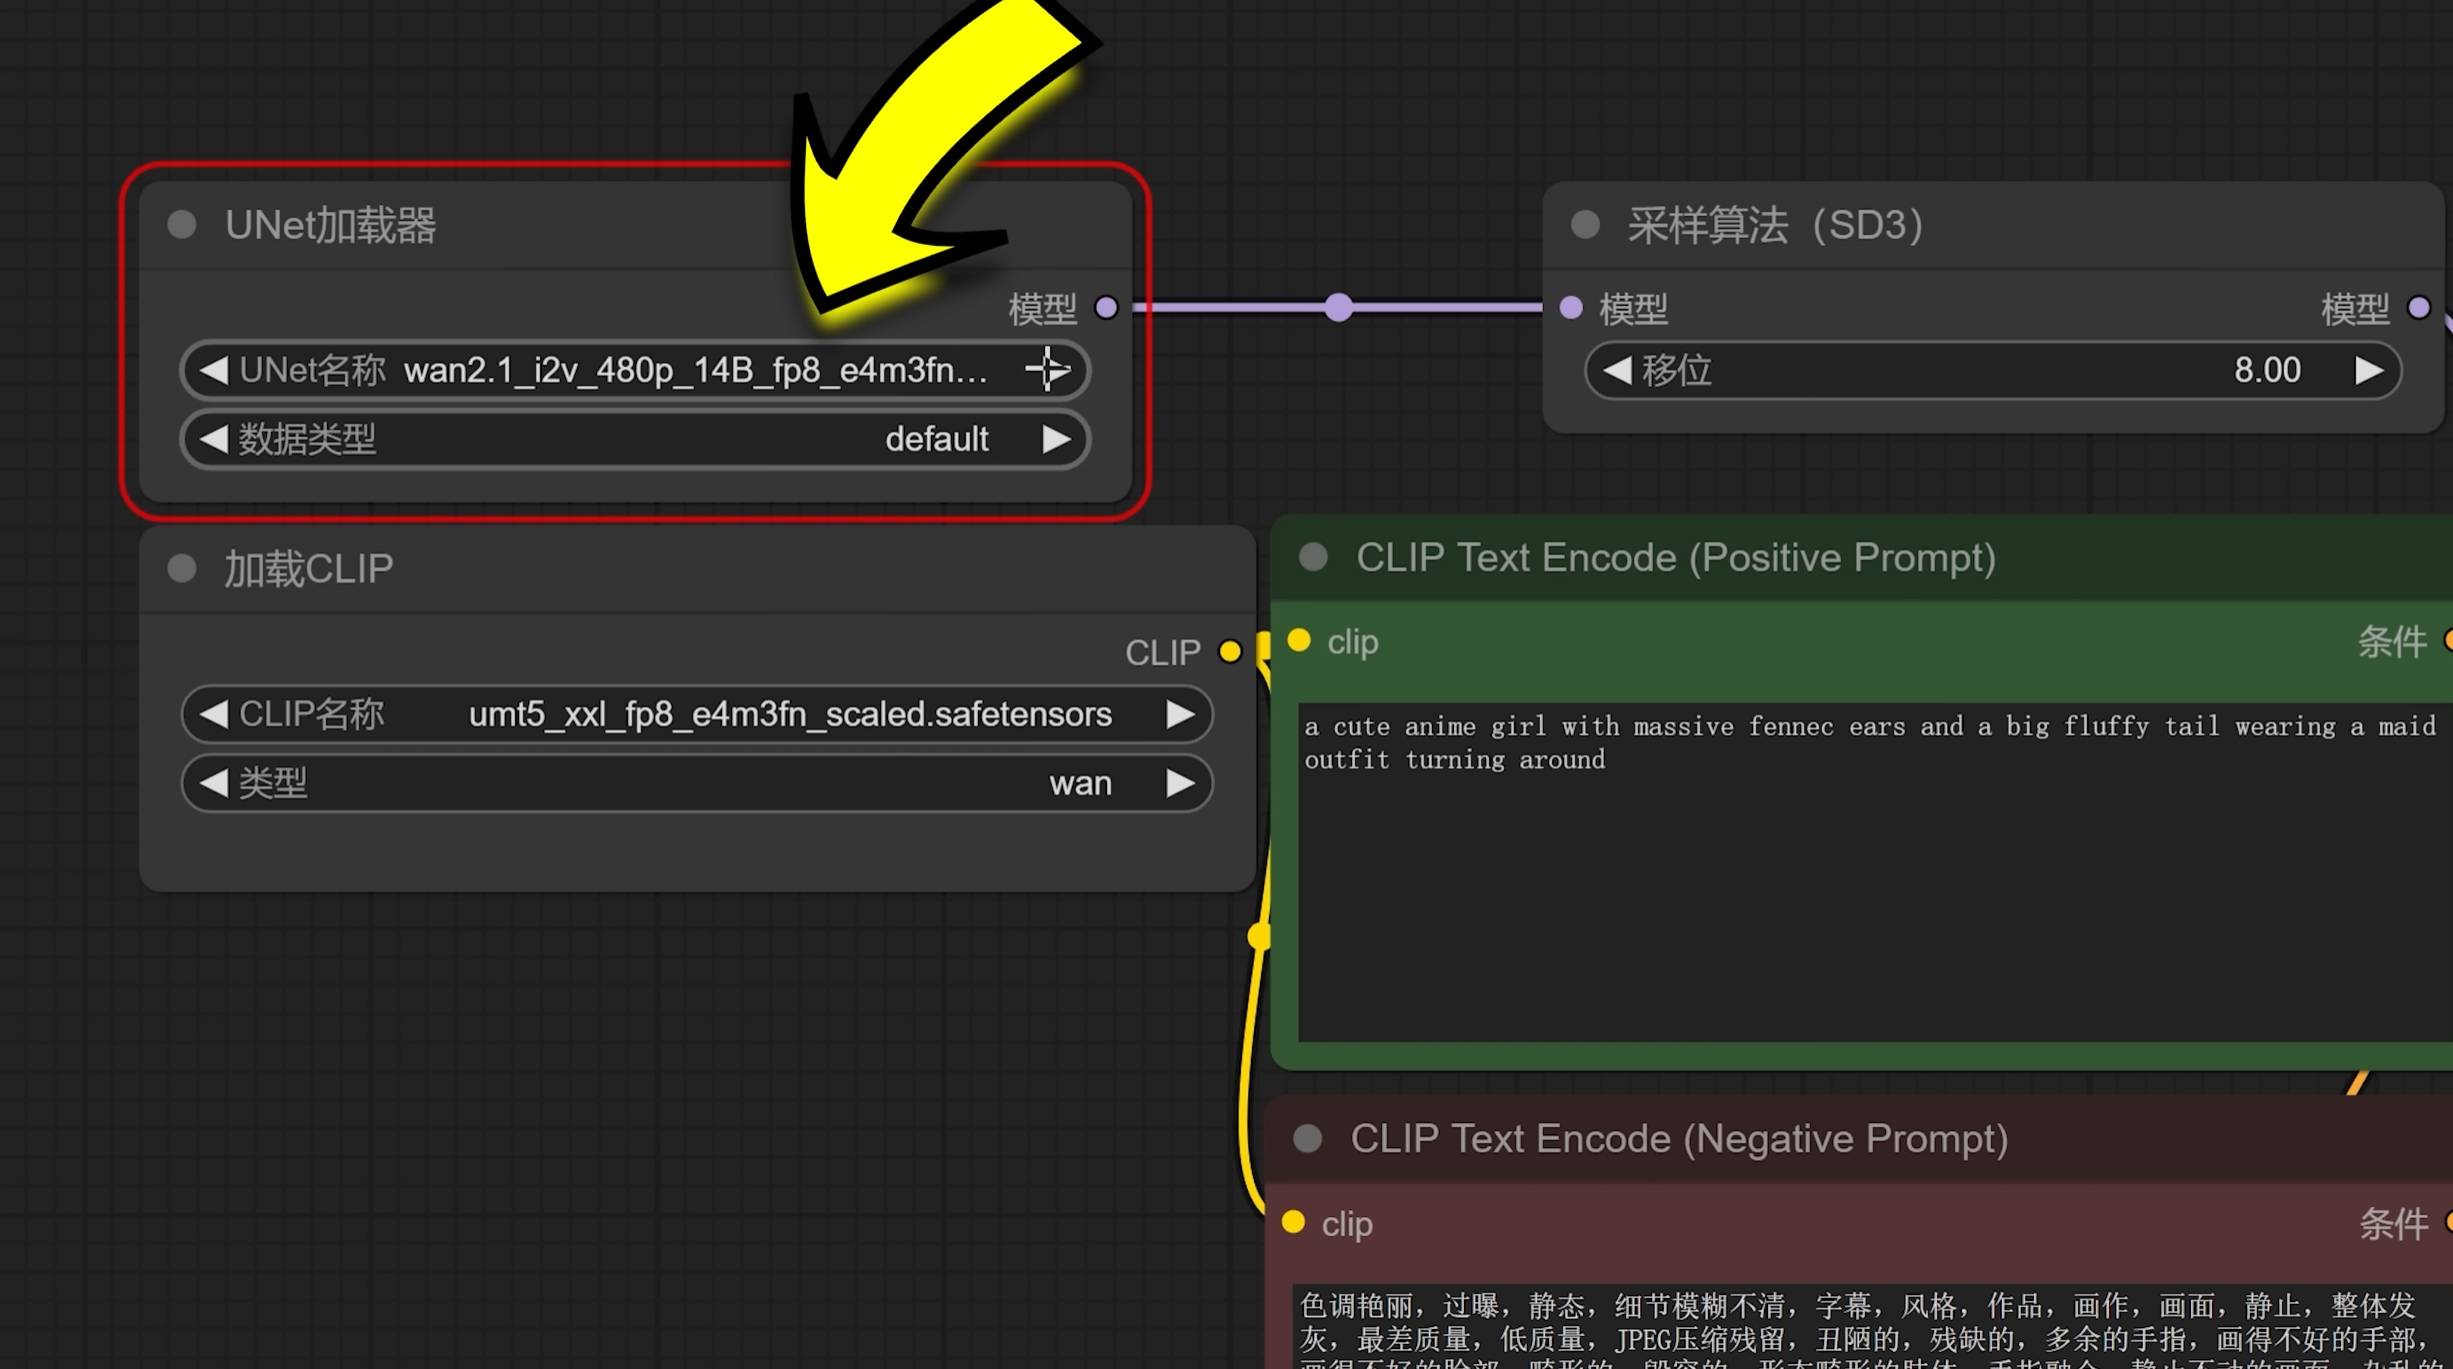 UNet加载器
模型
UNet名称 wan2.1_i2v_480p_14B_fp8_e4m3fn...
数据类型 default
采样算法（SD3）
模型 模型
移位 8.00
加载CLIP
CLIP
CLIP名称 umt5_xxl_fp8_e4m3fn_scaled.safetensors
类型 wan
CLIP Text Encode (Positive Prompt)
clip 条件
a cute anime girl with massive fennec ears and a big fluffy tail wearing a maid
outfit turning around
CLIP Text Encode (Negative Prompt)
clip 条件
色调艳丽，过曝，静态，细节模糊不清，字幕，风格，作品，画作，画面，静止，整体发
灰，最差质量，低质量，JPEG压缩残留，丑陋的，残缺的，多余的手指，画得不好的手部，